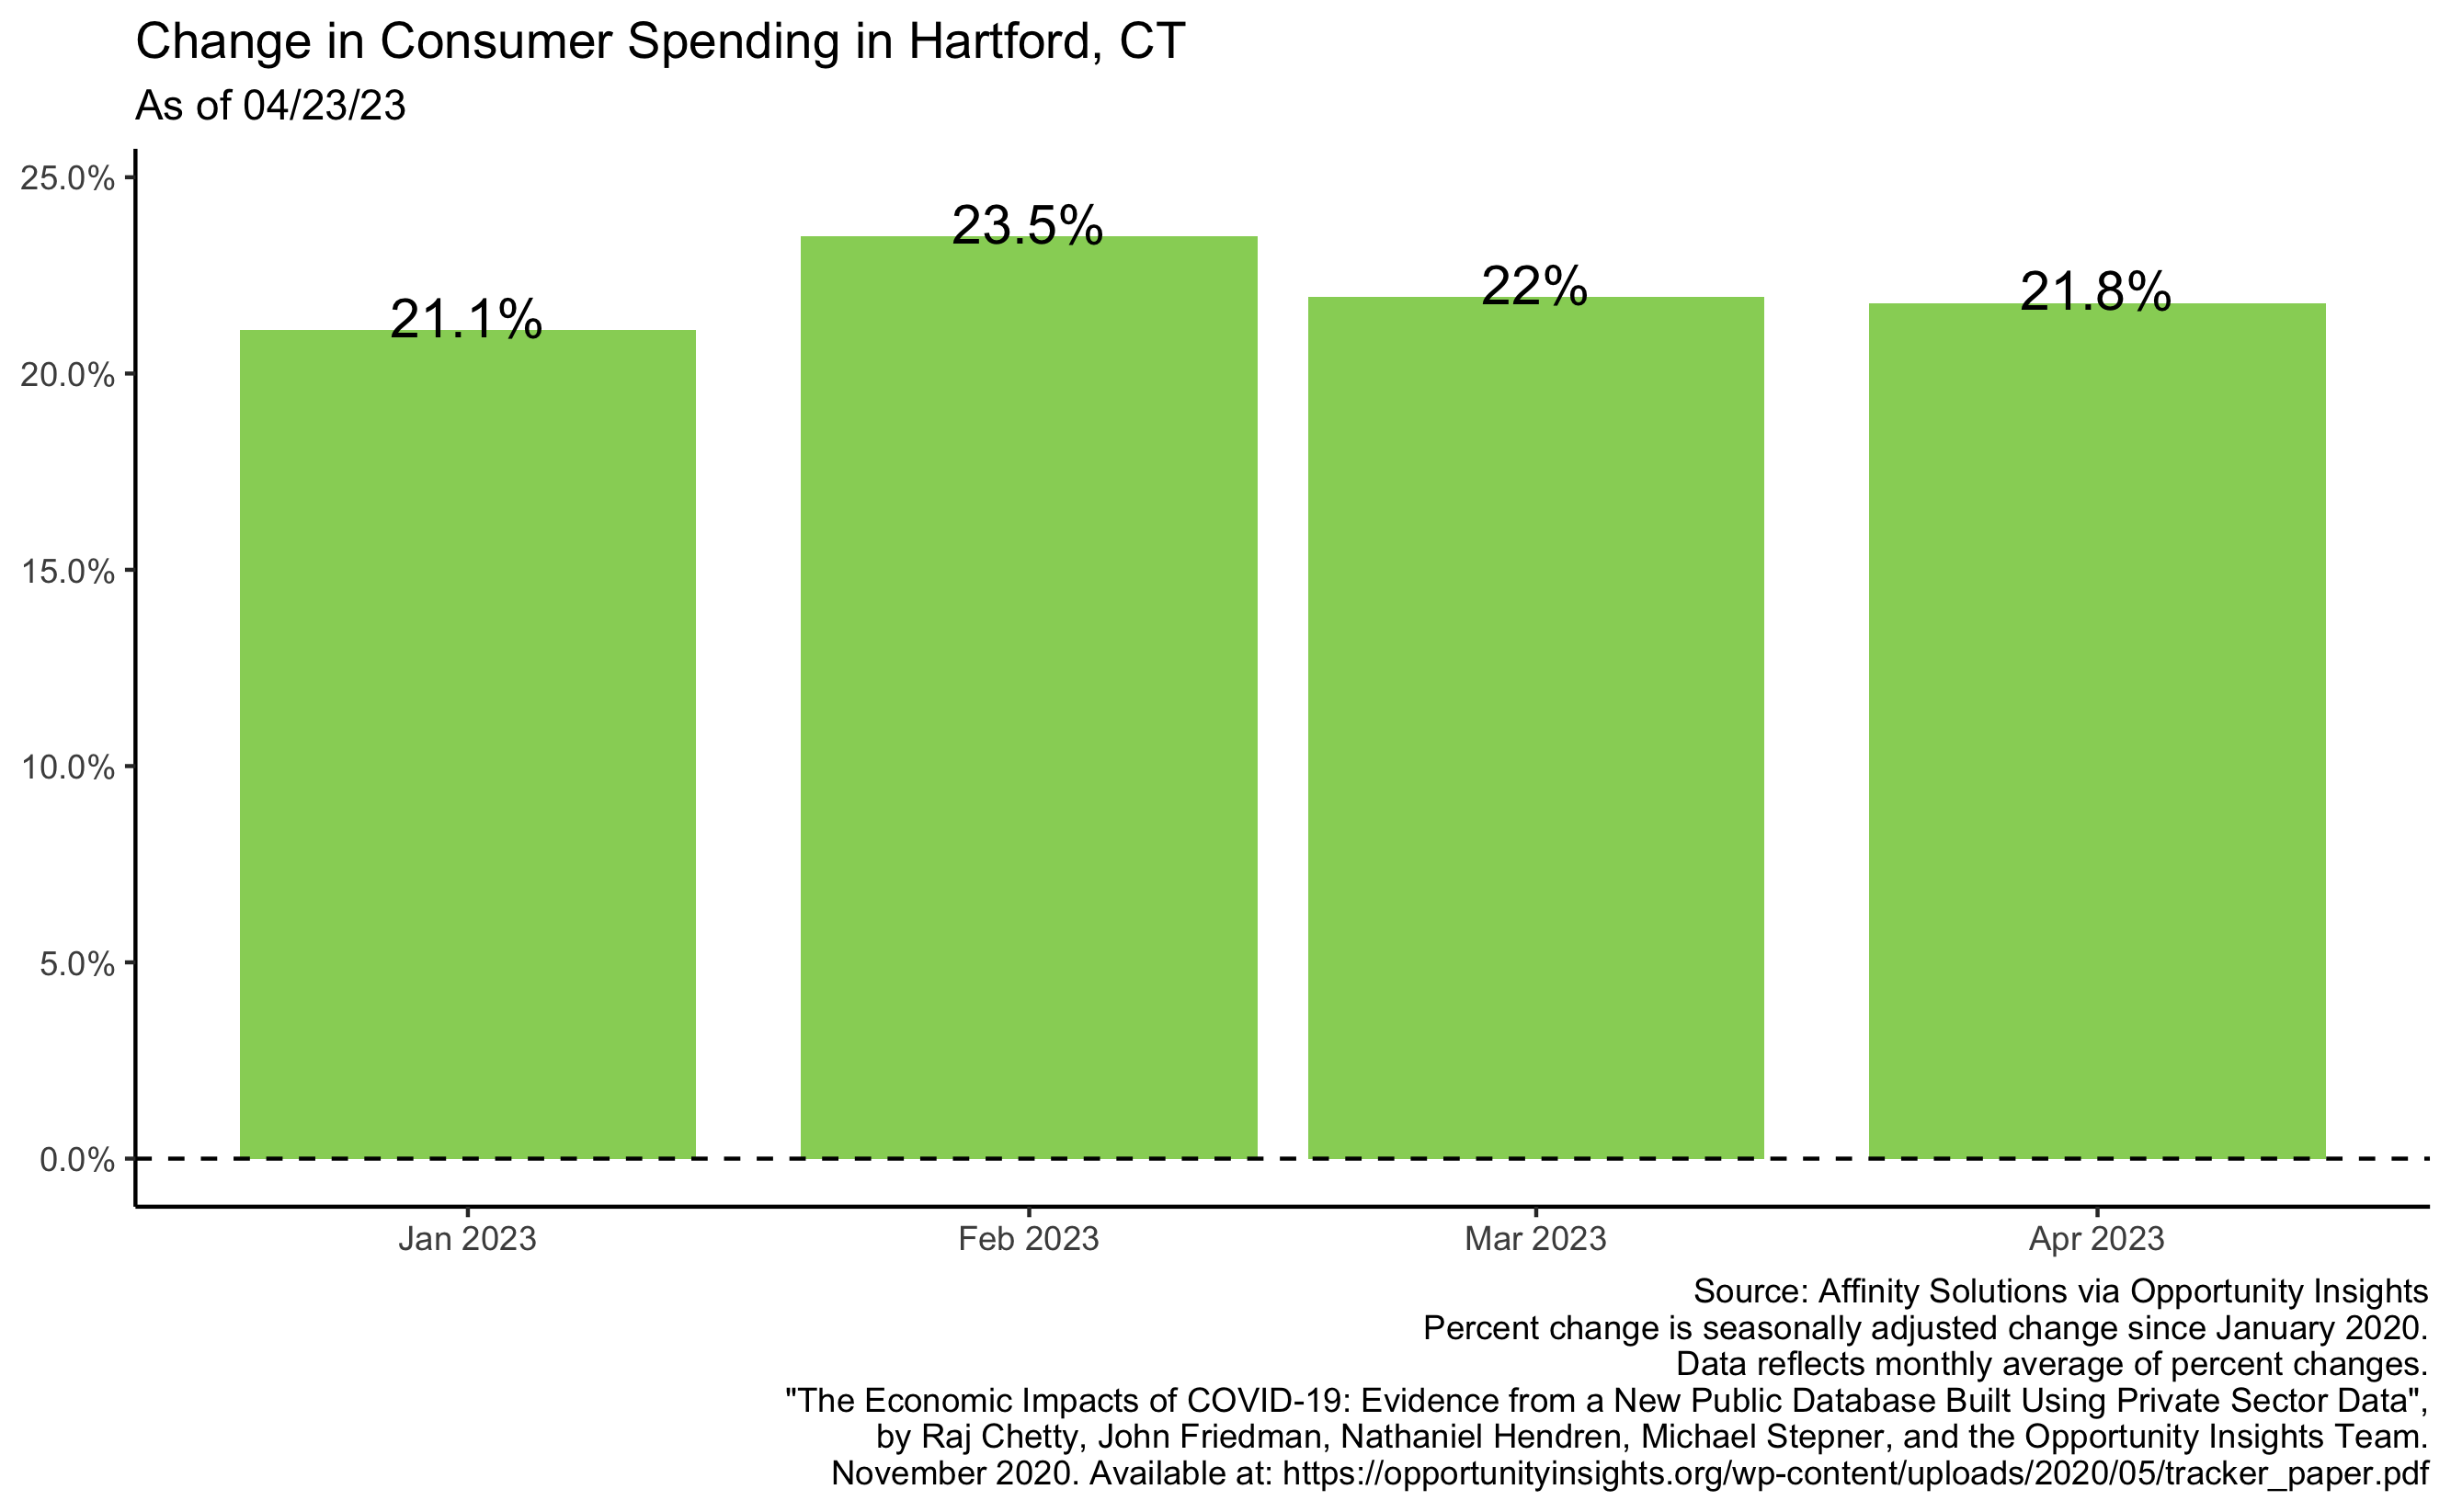 Change in Consumer Spending in Hartford, CT
As of 04/23/23
25.0%
20.0%
15.0%
10.0%
5.0%
0.0%
21.1%
23.5%
22%
21.8%
Jan 2023
Feb 2023
Mar 2023
Apr 2023
Source: Affinity Solutions via Opportunity Insights
Percent change is seasonally adjusted change since January 2020.
Data reflects monthly average of percent changes.
"The Economic Impacts of COVID-19: Evidence from a New Public Database Built Using Private Sector Data",
by Raj Chetty, John Friedman, Nathaniel Hendren, Michael Stepner, and the Opportunity Insights Team.
November 2020. Available at: https://opportunityinsights.org/wp-content/uploads/2020/05/tracker_paper.pdf